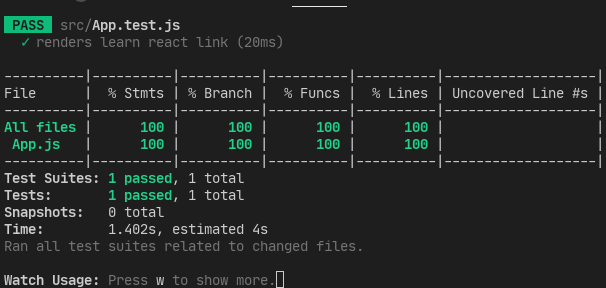 PASS src/App.test.js
✓ renders learn react link (20ms)
----------|----------|----------|----------|----------|-------------------|
File      |  % Stmts | % Branch |  % Funcs |  % Lines | Uncovered Line #s |
----------|----------|----------|----------|----------|-------------------|
All files |      100 |      100 |      100 |      100 |                   |
 App.js   |      100 |      100 |      100 |      100 |                   |
----------|----------|----------|----------|----------|-------------------|
Test Suites: 1 passed, 1 total
Tests:       1 passed, 1 total
Snapshots:   0 total
Time:        1.402s, estimated 4s
Ran all test suites related to changed files.
Watch Usage: Press w to show more.